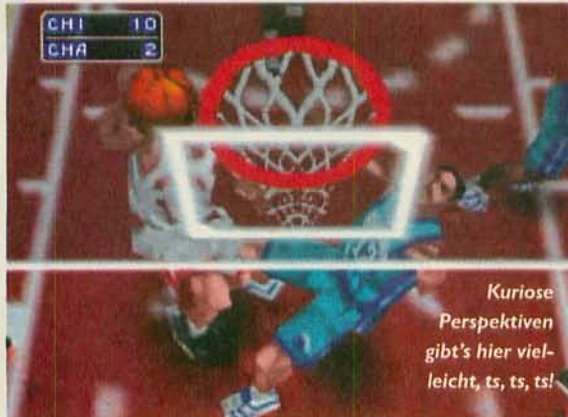 CHI 10
CHA 2
Kuriose
Perspektiven
gibt's hier viel-
leicht, ts, ts, ts!